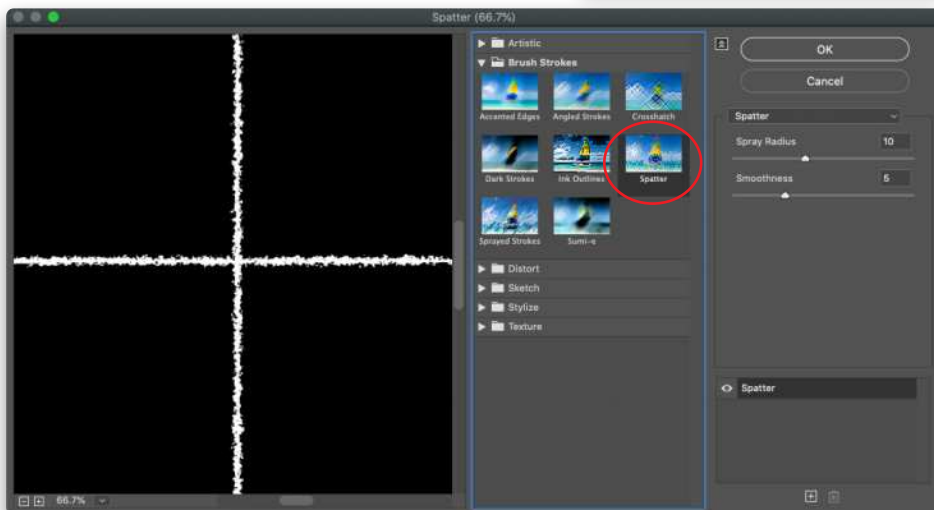 Spatter (66.7%)
Artistic
Brush Strokes
Accented Edges Angled Strokes Crosshatch
Dark Strokes Ink Outlines Spatter
Sprayed Strokes Sumi-e
Distort
Sketch
Stylize
Texture
OK
Cancel
Spatter
Spray Radius 10
Smoothness 5
Spatter
66.7%